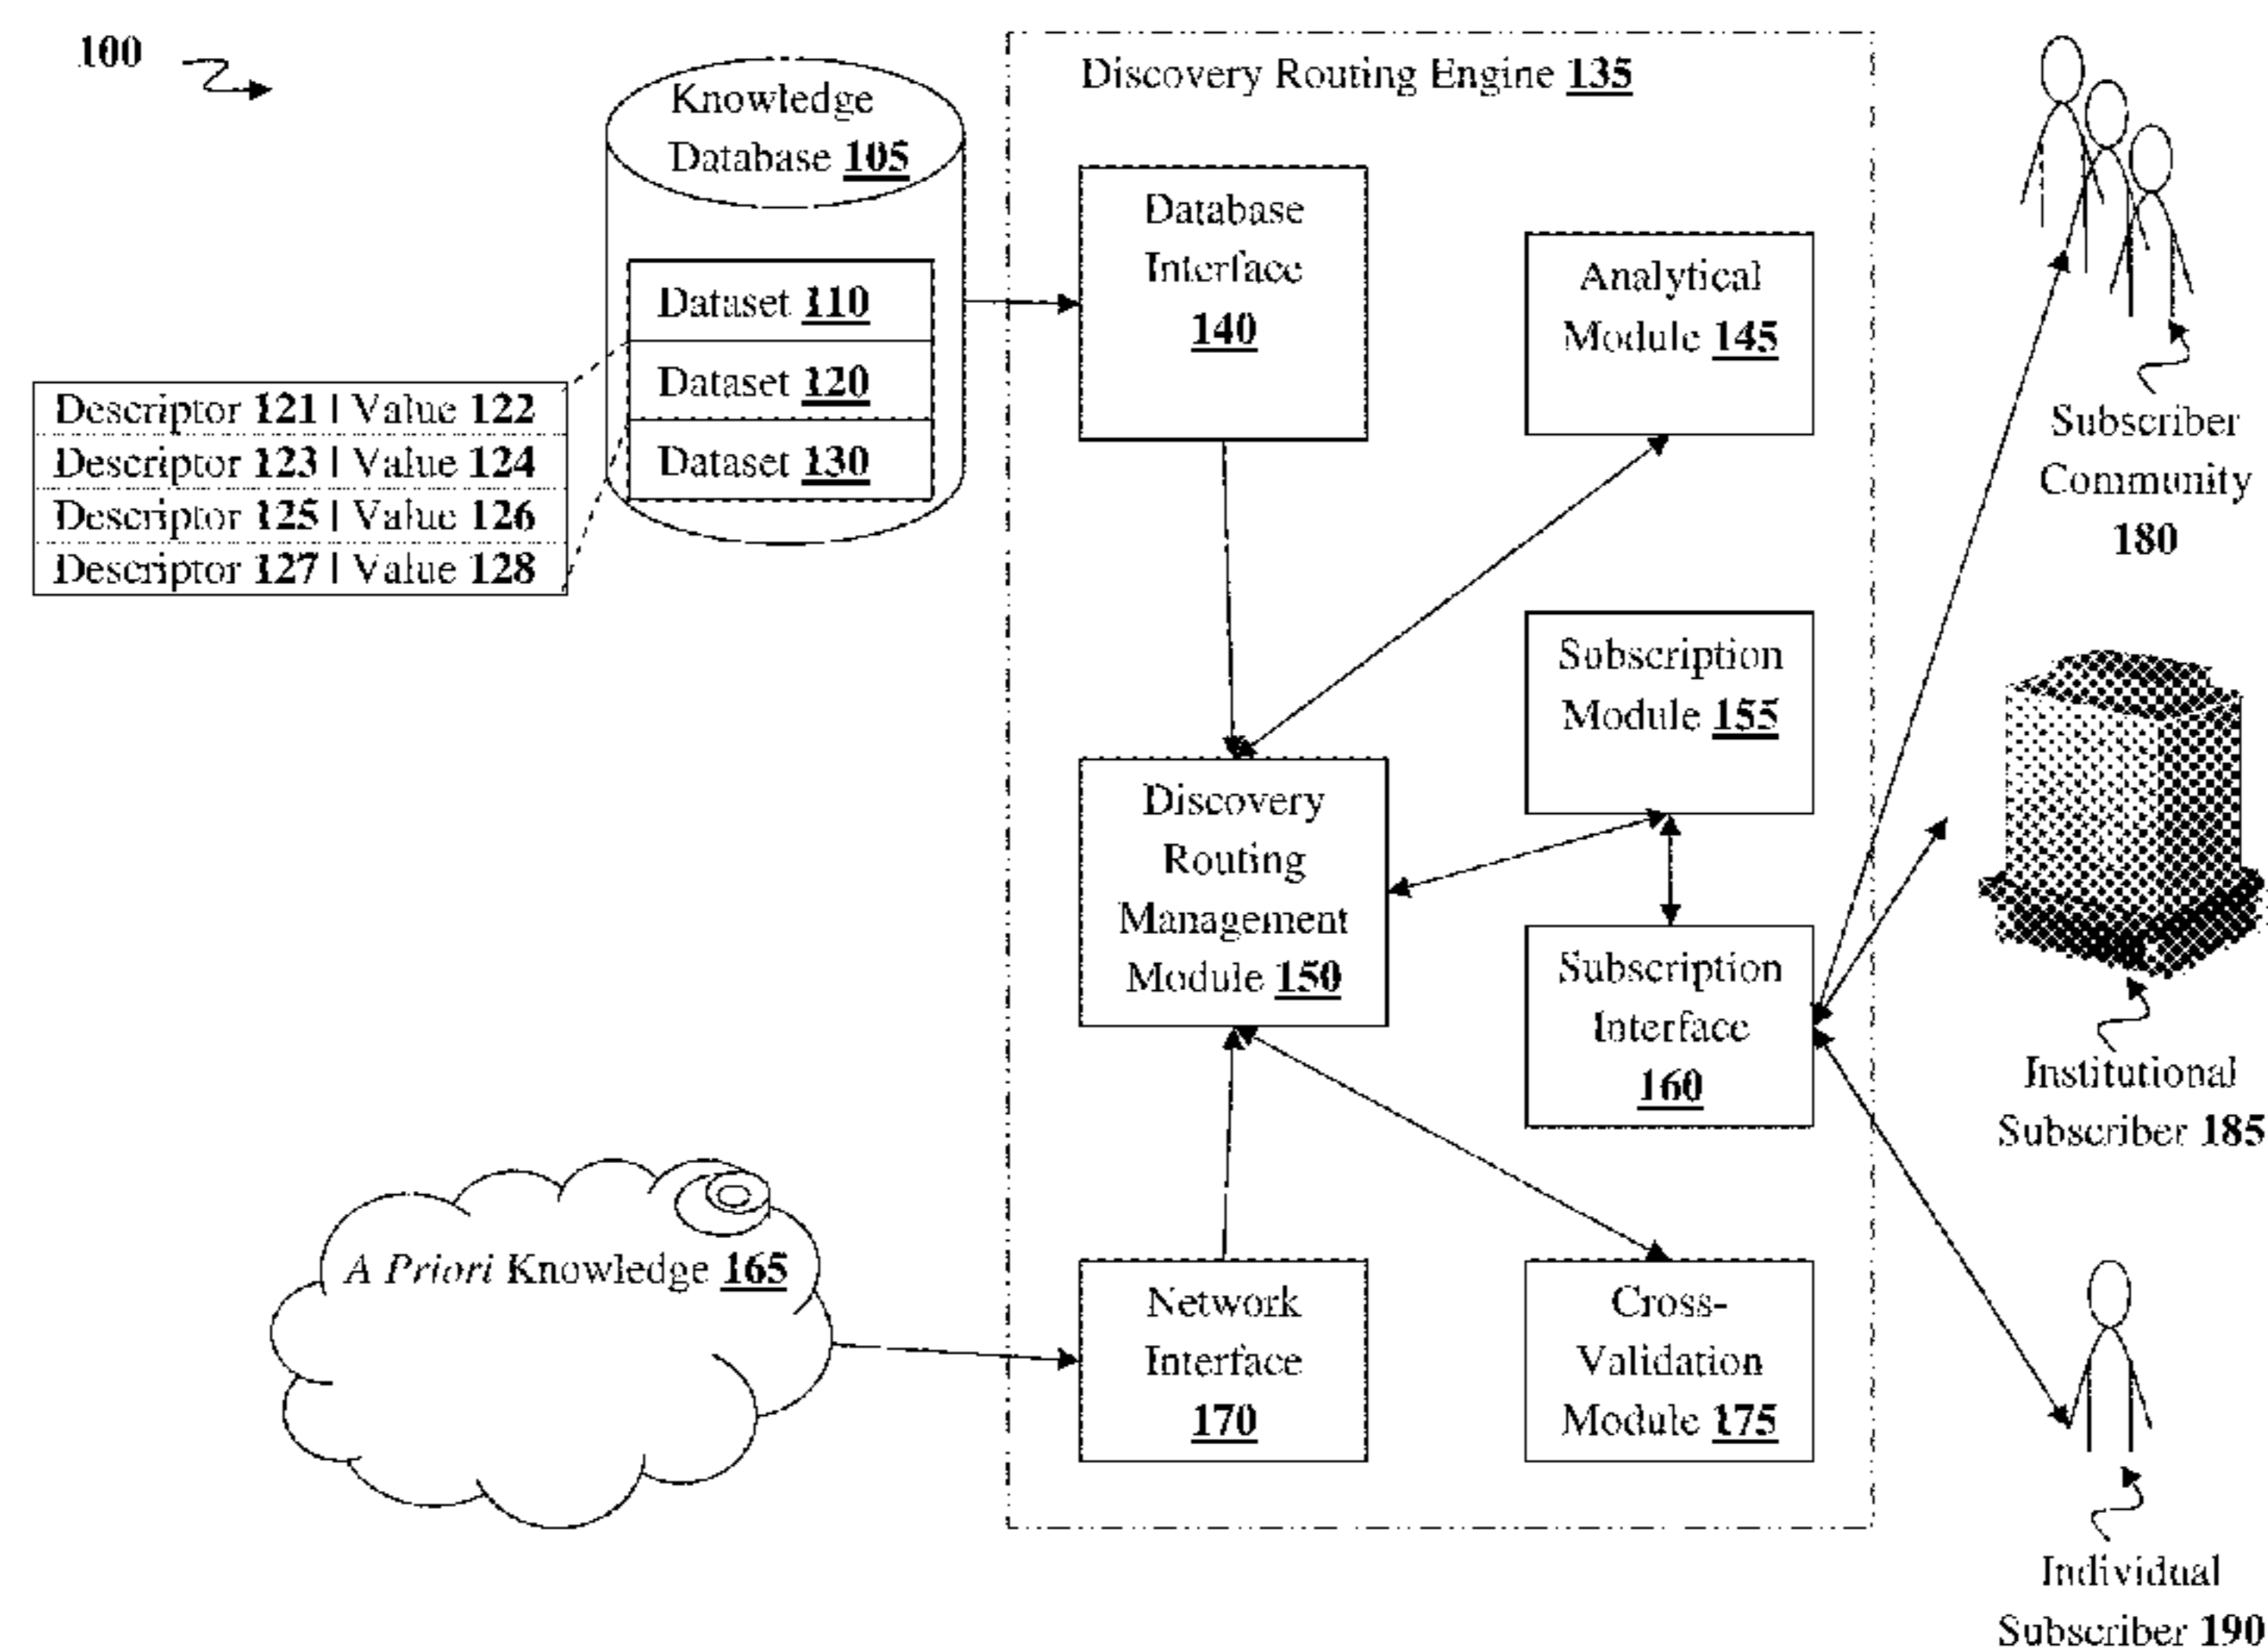 100
Knowledge
Database 105
Dataset 110
Dataset 120
Dataset 130
Descriptor 121 | Value 122
Descriptor 123 | Value 124
Descriptor 125 | Value 126
Descriptor 127 | Value 128
Discovery Routing Engine 135
Database
Interface
140
Analytical
Module 145
Subscription
Module 155
Discovery
Routing
Management
Module 150
Subscription
Interface
160
A Priori Knowledge 165
Network
Interface
170
Cross-
Validation
Module 175
Subscriber
Community
180
Institutional
Subscriber 185
Individual
Subscriber 190